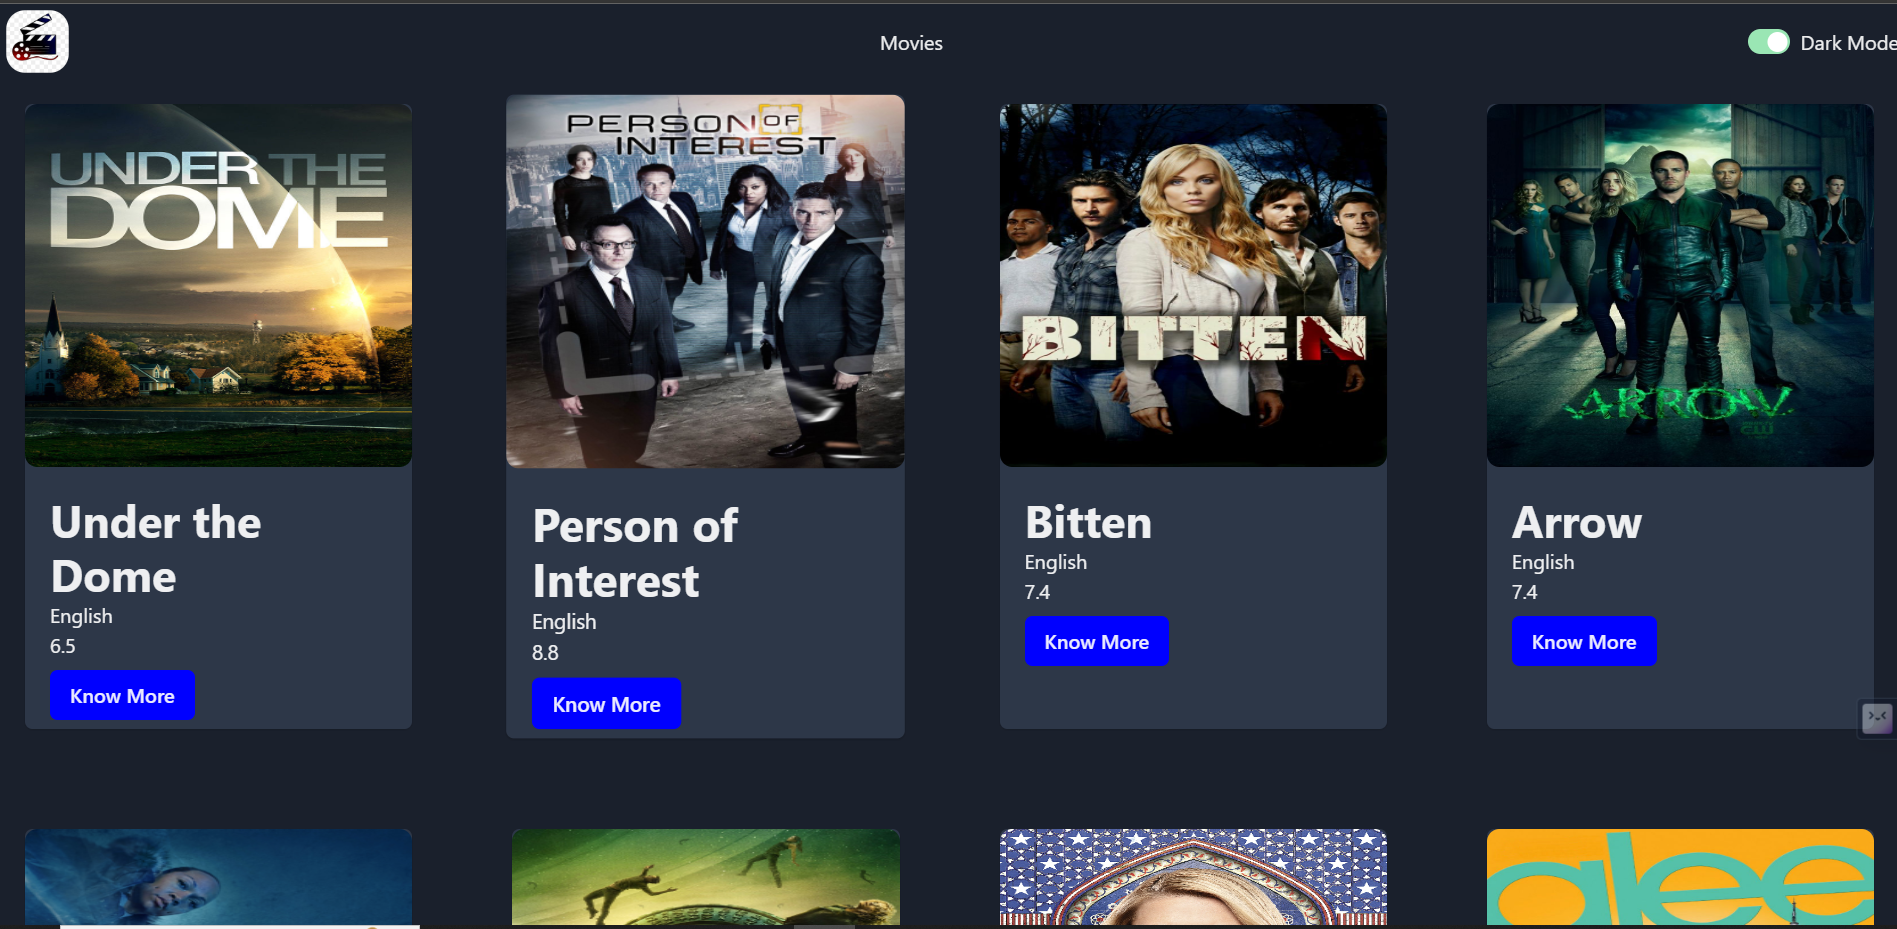 Movies
Dark Mode
UNDER THE
DOME
PERSON OF
INTEREST
BITTEN
ARROW
CW
Under the
Dome
English
6.5
Know More
Person of
Interest
English
8.8
Know More
Bitten
English
7.4
Know More
Arrow
English
7.4
Know More
glee